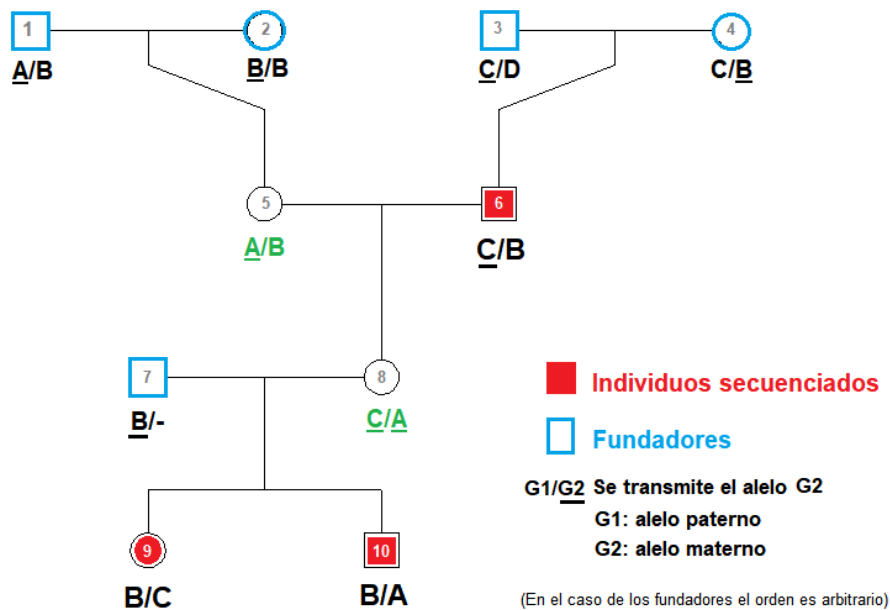 1 2 3 4
A/B B/B C/D C/B
5 6
A/B C/B
7 8
B/- C/A
9 10
B/C B/A
Individuos secuenciados
Fundadores
G1/G2 Se transmite el alelo G2
G1: alelo paterno
G2: alelo materno
(En el caso de los fundadores el orden es arbitrario)